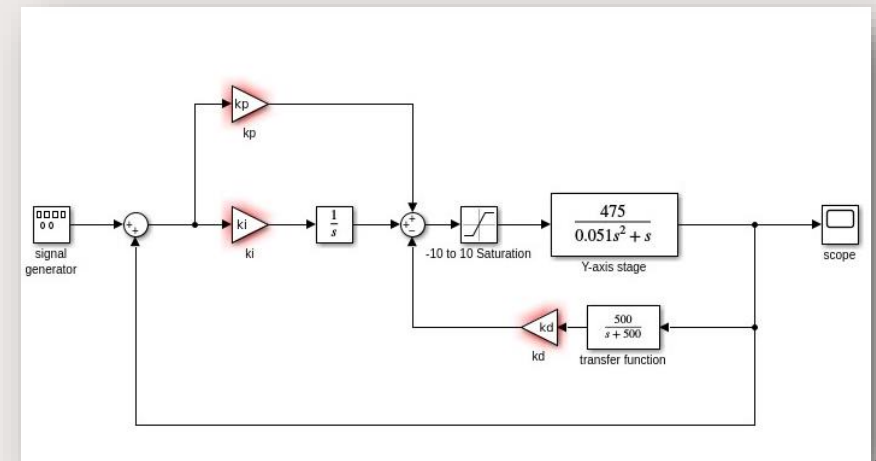 kp
kp
signal
generator
+
+
ki
ki
1
s
+
+
−
-10 to 10 Saturation
475
0.051s² + s
Y-axis stage
scope
kd
kd
500
s + 500
transfer function